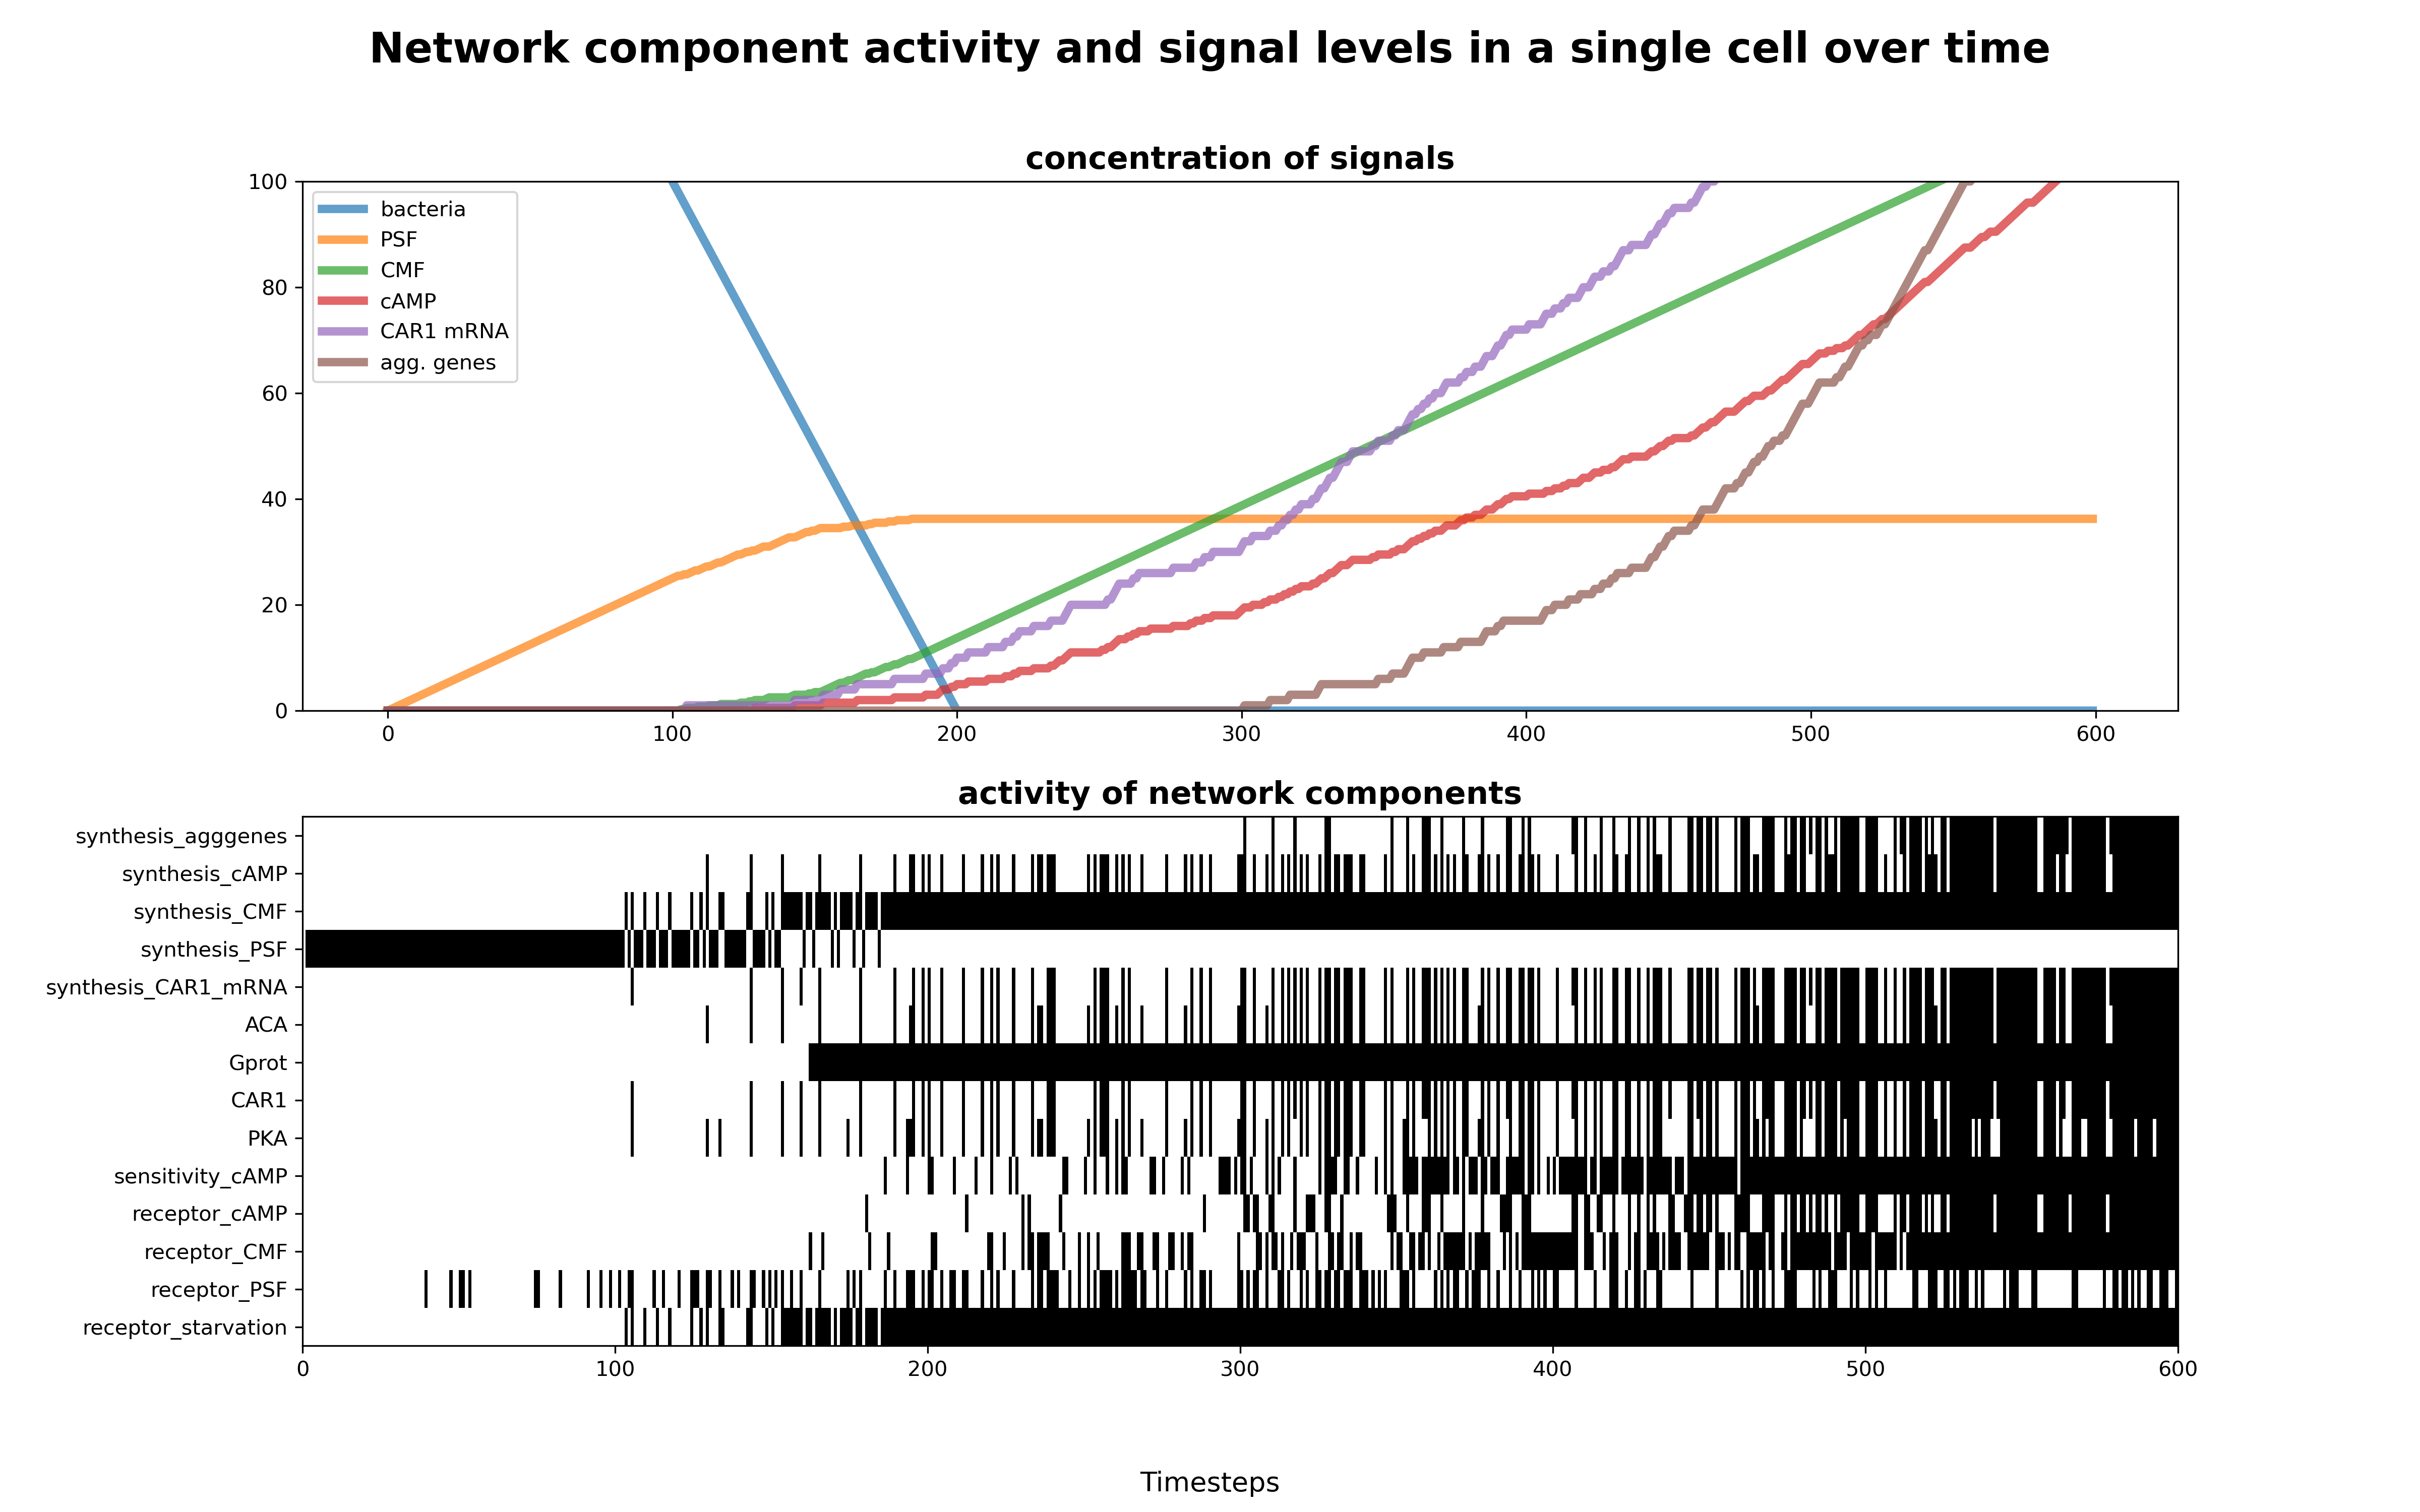 Network component activity and signal levels in a single cell over time
concentration of signals
100
80
60
40
20
0
bacteria
PSF
CMF
cAMP
CAR1 mRNA
agg. genes
0 100 200 300 400 500 600
activity of network components
synthesis_agggenes
synthesis_cAMP
synthesis_CMF
synthesis_PSF
synthesis_CAR1_mRNA
ACA
Gprot
CAR1
PKA
sensitivity_cAMP
receptor_cAMP
receptor_CMF
receptor_PSF
receptor_starvation
0 100 200 300 400 500 600
Timesteps